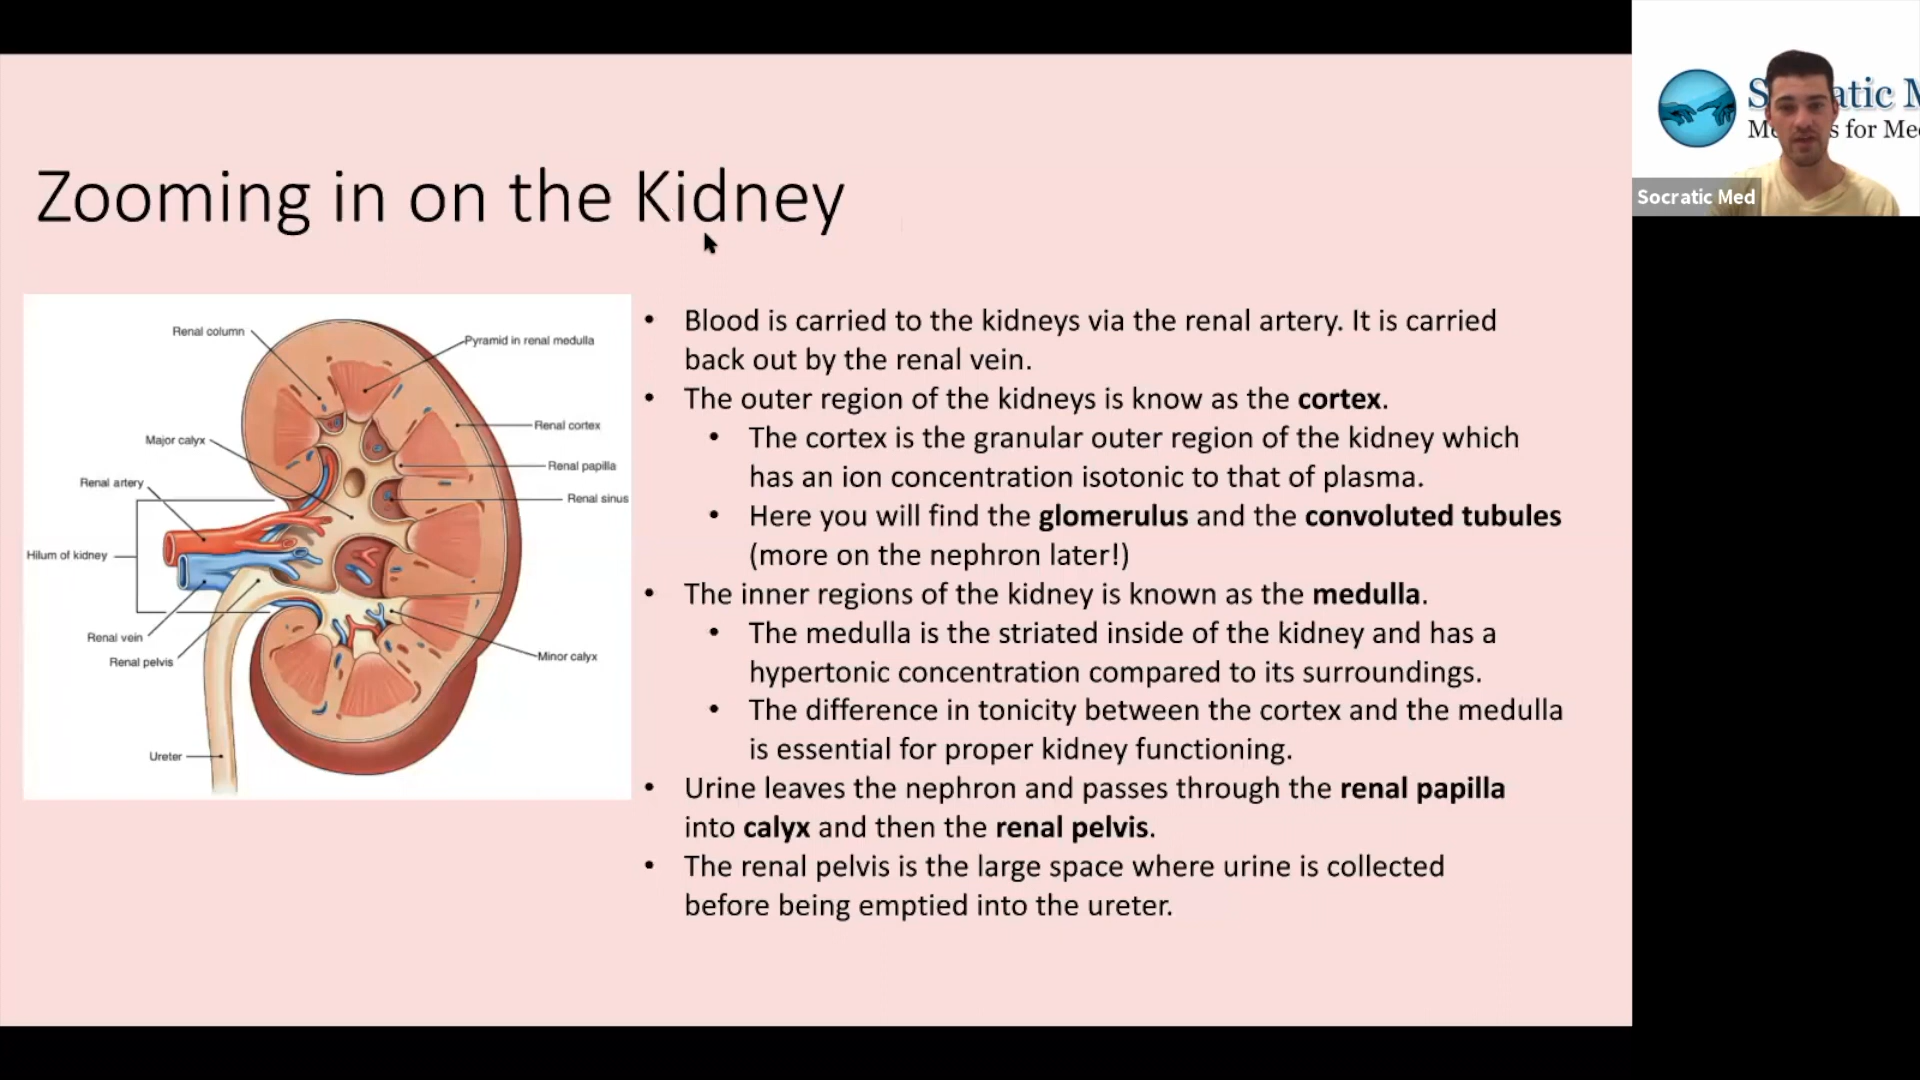 Zooming in on the Kidney
Renal column
Pyramid in renal medulla
Renal cortex
Major calyx
Renal papilla
Renal artery
Renal sinus
Hilum of kidney
Renal vein
Renal pelvis
Minor calyx
Ureter
• Blood is carried to the kidneys via the renal artery. It is carried
back out by the renal vein.
• The outer region of the kidneys is know as the cortex.
• The cortex is the granular outer region of the kidney which
has an ion concentration isotonic to that of plasma.
• Here you will find the glomerulus and the convoluted tubules
(more on the nephron later!)
• The inner regions of the kidney is known as the medulla.
• The medulla is the striated inside of the kidney and has a
hypertonic concentration compared to its surroundings.
• The difference in tonicity between the cortex and the medulla
is essential for proper kidney functioning.
• Urine leaves the nephron and passes through the renal papilla
into calyx and then the renal pelvis.
• The renal pelvis is the large space where urine is collected
before being emptied into the ureter.
for
Socratic Med